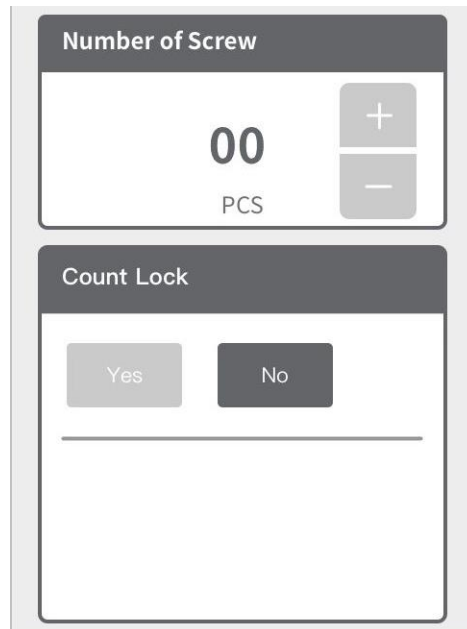 Number of Screw
+
00
PCS
−
Count Lock
Yes
No